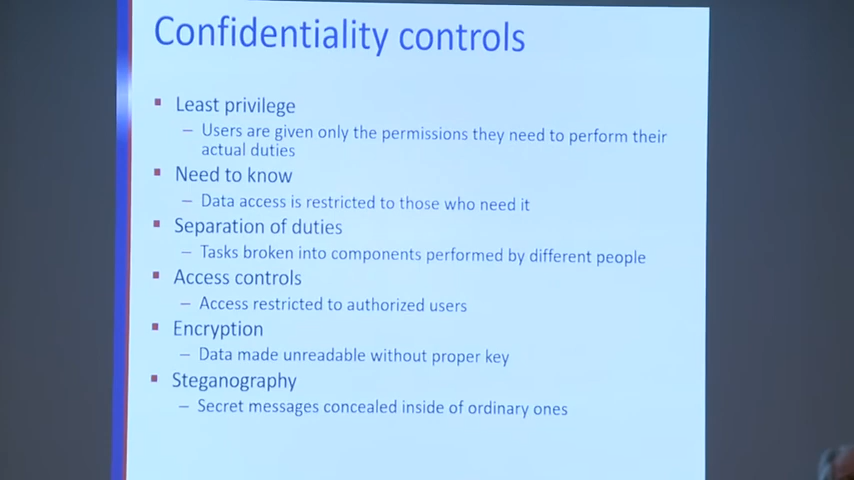 Confidentiality controls
▪ Least privilege
– Users are given only the permissions they need to perform their
actual duties
▪ Need to know
– Data access is restricted to those who need it
▪ Separation of duties
– Tasks broken into components performed by different people
▪ Access controls
– Access restricted to authorized users
▪ Encryption
– Data made unreadable without proper key
▪ Steganography
– Secret messages concealed inside of ordinary ones